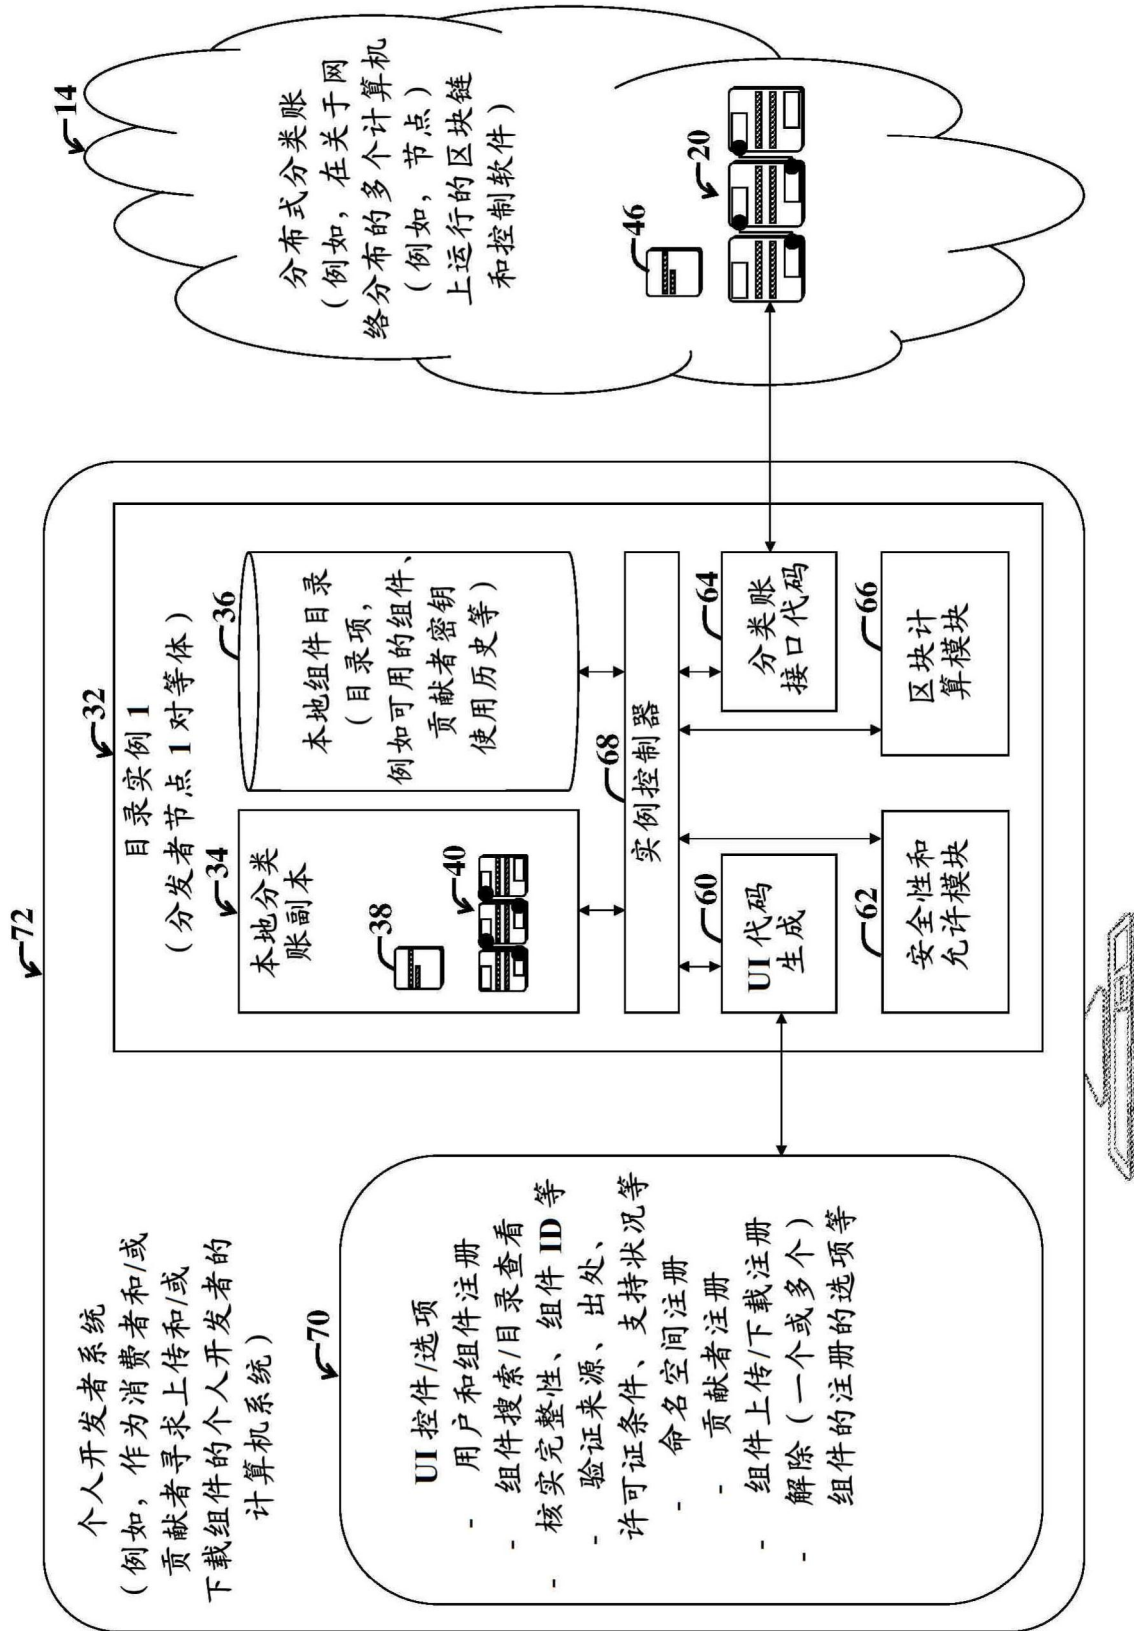 72
个人开发者系统
（例如，作为消费者和/或
贡献者寻求上传和/或
下载组件的个人开发者的
计算机系统）
70
UI 控件/选项
- 用户和组件注册
- 组件搜索/目录查看
- 核实完整性、组件 ID 等
- 验证来源、出处、
许可证条件、支持状况等
- 命名空间注册
- 贡献者注册
- 组件上传/下载注册
- 解除（一个或多个）
组件的注册的选项等
32
目录实例 1
（分发者节点 1 对等体）
34
本地分类
账副本
38
40
36
本地组件目录
（目录项，
例如可用的组件、
贡献者密钥
使用历史等）
68
实例控制器
60
UI 代码
生成
62
安全性和
允许模块
64
分类账
接口代码
66
区块计
算模块
14
分布式分类账
（例如，在关于网
络分布的多个计算机
（例如，节点）
上运行的区块链
和控制软件）
46
20